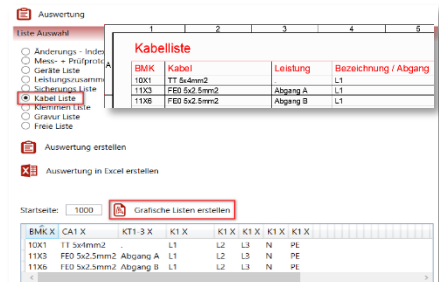 Auswertung
Liste Auswahl
Änderungs - Index
Mess- + Prüfproto
Geräte Liste
Leistungszusamm
Sicherungs Liste
Kabel Liste
Klemmen Liste
Gravur Liste
Freie Liste
1 2 3 4 5
A
Kabelliste
BMK Kabel Leistung Bezeichnung / Abgang
10X1 TT 5x4mm2 . L1
11X3 FE0 5x2.5mm2 Abgang A L1
11X6 FE0 5x2.5mm2 Abgang B L1
Auswertung erstellen
Auswertung in Excel erstellen
Startseite: 1000 Grafische Listen erstellen
BMK X CA1 X KT1-3 X K1 X K1 X K1 X K1 X K1 X
10X1 TT 5x4mm2 . L1 L2 L3 N PE
11X3 FE0 5x2.5mm2 Abgang A L1 L2 L3 N PE
11X6 FE0 5x2.5mm2 Abgang B L1 L2 L3 N PE